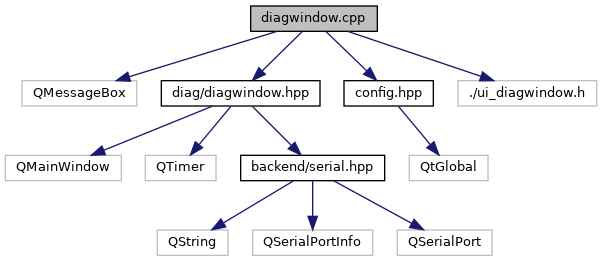 diagwindow.cpp
QMessageBox
diag/diagwindow.hpp
config.hpp
./ui_diagwindow.h
QMainWindow
QTimer
backend/serial.hpp
QtGlobal
QString
QSerialPortInfo
QSerialPort